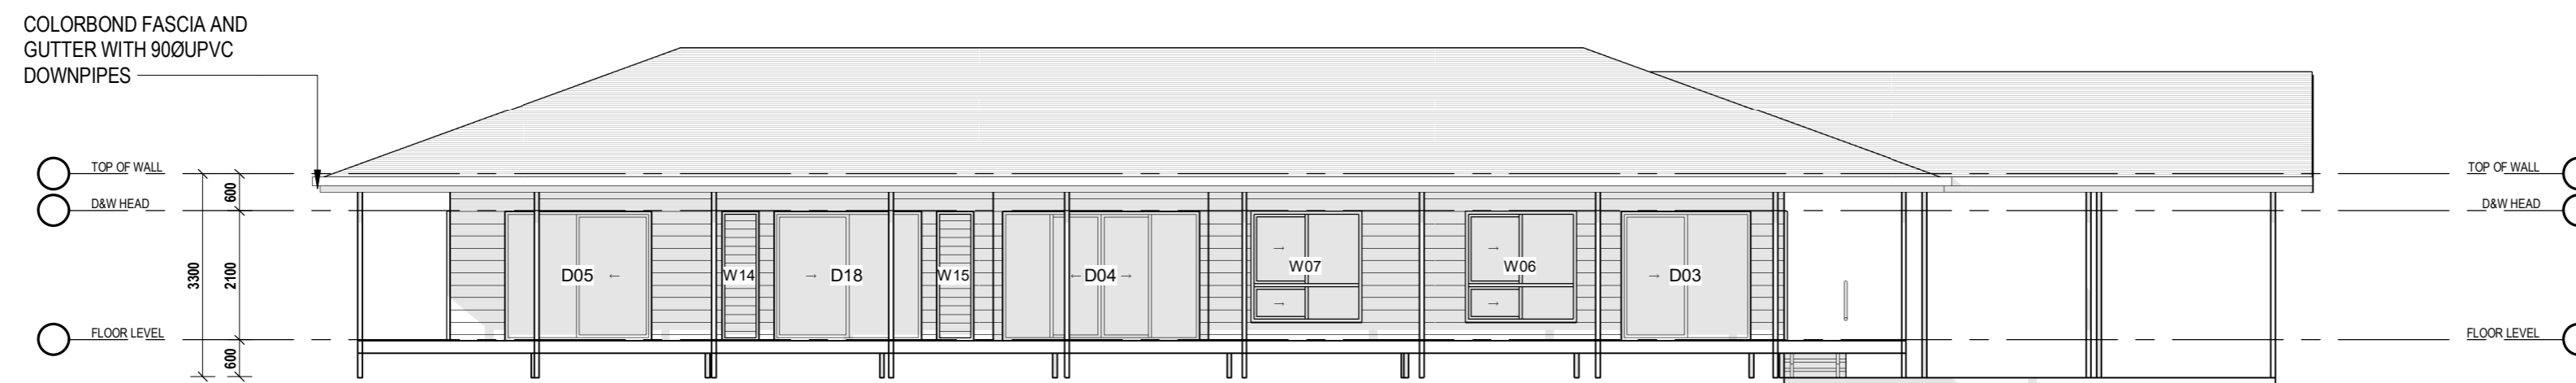 COLORBOND FASCIA AND
GUTTER WITH 90ØUPVC
DOWNPIPES
TOP OF WALL
TOP OF WALL
600
D&W HEAD
D&W HEAD
3300
2100
D05
W14
D18
W15
D04
W07
W06
D03
FLOOR LEVEL
FLOOR LEVEL
600